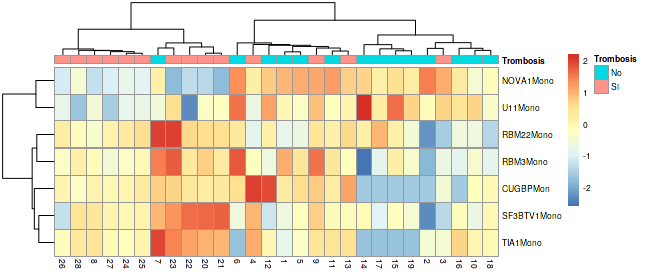 Trombosis
Trombosis
No
SI
2
1
0
-1
-2
NOVA1Mono
U11Mono
RBM22Mono
RBM3Mono
CUGBPMon
SF3BTV1Mono
TIA1Mono
26 28 8 27 24 25 7 23 22 20 21 6 4 12 1 5 9 11 13 14 17 15 19 2 3 16 10 18